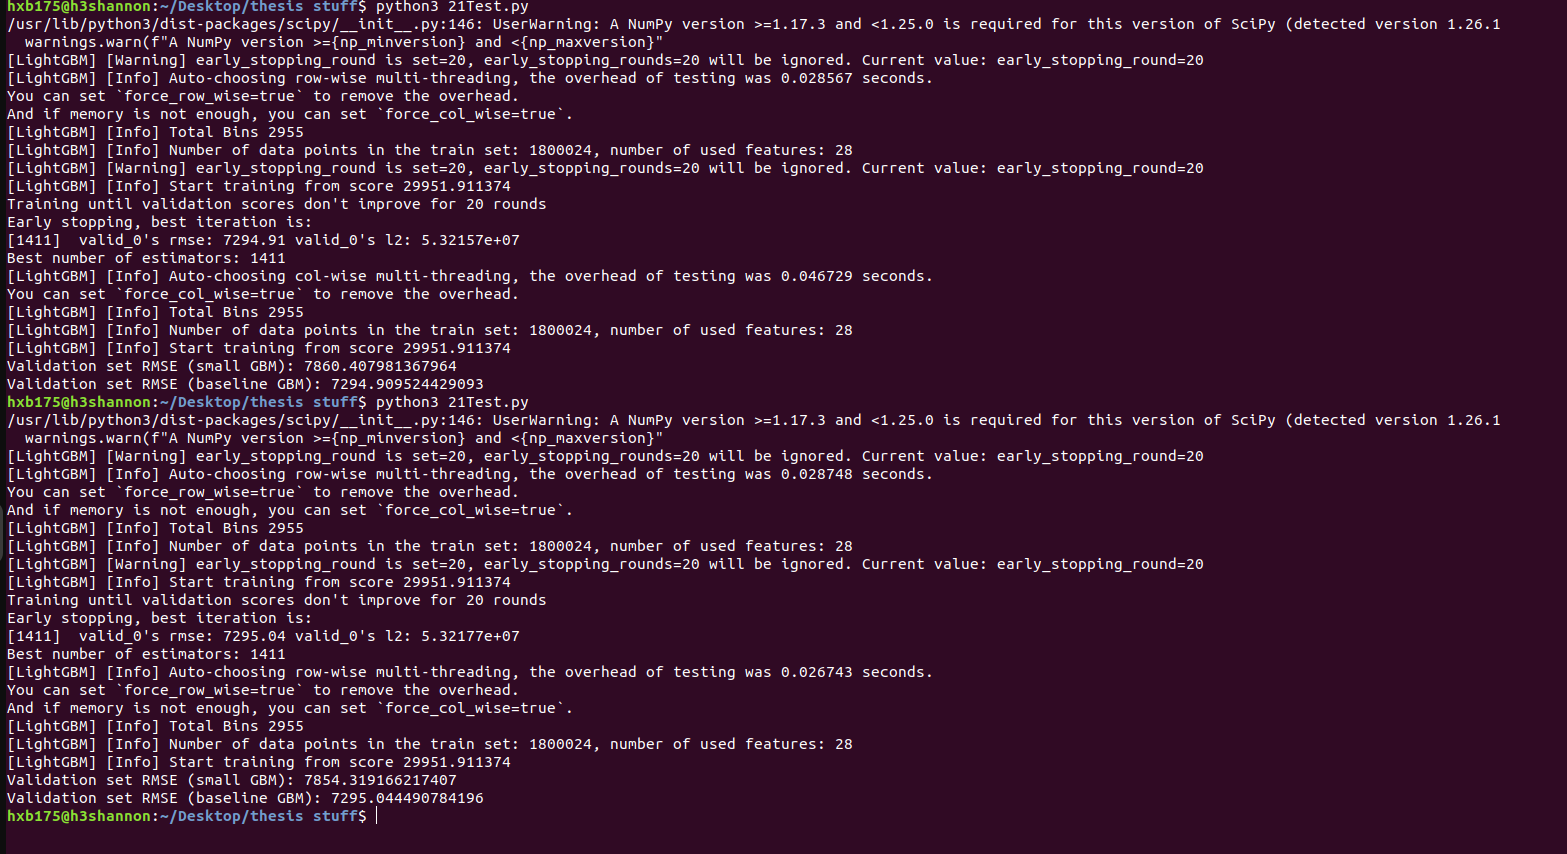 hxb175@h3shannon:~/Desktop/thesis stuff$ python3 21Test.py
/usr/lib/python3/dist-packages/scipy/__init__.py:146: UserWarning: A NumPy version >=1.17.3 and <1.25.0 is required for this version of SciPy (detected version 1.26.1
  warnings.warn(f"A NumPy version >={np_minversion} and <{np_maxversion}"
[LightGBM] [Warning] early_stopping_round is set=20, early_stopping_rounds=20 will be ignored. Current value: early_stopping_round=20
[LightGBM] [Info] Auto-choosing row-wise multi-threading, the overhead of testing was 0.028567 seconds.
You can set `force_row_wise=true` to remove the overhead.
And if memory is not enough, you can set `force_col_wise=true`.
[LightGBM] [Info] Total Bins 2955
[LightGBM] [Info] Number of data points in the train set: 1800024, number of used features: 28
[LightGBM] [Warning] early_stopping_round is set=20, early_stopping_rounds=20 will be ignored. Current value: early_stopping_round=20
[LightGBM] [Info] Start training from score 29951.911374
Training until validation scores don't improve for 20 rounds
Early stopping, best iteration is:
[1411]  valid_0's rmse: 7294.91 valid_0's l2: 5.32157e+07
Best number of estimators: 1411
[LightGBM] [Info] Auto-choosing col-wise multi-threading, the overhead of testing was 0.046729 seconds.
You can set `force_col_wise=true` to remove the overhead.
[LightGBM] [Info] Total Bins 2955
[LightGBM] [Info] Number of data points in the train set: 1800024, number of used features: 28
[LightGBM] [Info] Start training from score 29951.911374
Validation set RMSE (small GBM): 7860.407981367964
Validation set RMSE (baseline GBM): 7294.909524429093
hxb175@h3shannon:~/Desktop/thesis stuff$ python3 21Test.py
/usr/lib/python3/dist-packages/scipy/__init__.py:146: UserWarning: A NumPy version >=1.17.3 and <1.25.0 is required for this version of SciPy (detected version 1.26.1
  warnings.warn(f"A NumPy version >={np_minversion} and <{np_maxversion}"
[LightGBM] [Warning] early_stopping_round is set=20, early_stopping_rounds=20 will be ignored. Current value: early_stopping_round=20
[LightGBM] [Info] Auto-choosing row-wise multi-threading, the overhead of testing was 0.028748 seconds.
You can set `force_row_wise=true` to remove the overhead.
And if memory is not enough, you can set `force_col_wise=true`.
[LightGBM] [Info] Total Bins 2955
[LightGBM] [Info] Number of data points in the train set: 1800024, number of used features: 28
[LightGBM] [Warning] early_stopping_round is set=20, early_stopping_rounds=20 will be ignored. Current value: early_stopping_round=20
[LightGBM] [Info] Start training from score 29951.911374
Training until validation scores don't improve for 20 rounds
Early stopping, best iteration is:
[1411]  valid_0's rmse: 7295.04 valid_0's l2: 5.32177e+07
Best number of estimators: 1411
[LightGBM] [Info] Auto-choosing row-wise multi-threading, the overhead of testing was 0.026743 seconds.
You can set `force_row_wise=true` to remove the overhead.
And if memory is not enough, you can set `force_col_wise=true`.
[LightGBM] [Info] Total Bins 2955
[LightGBM] [Info] Number of data points in the train set: 1800024, number of used features: 28
[LightGBM] [Info] Start training from score 29951.911374
Validation set RMSE (small GBM): 7854.319166217407
Validation set RMSE (baseline GBM): 7295.044490784196
hxb175@h3shannon:~/Desktop/thesis stuff$